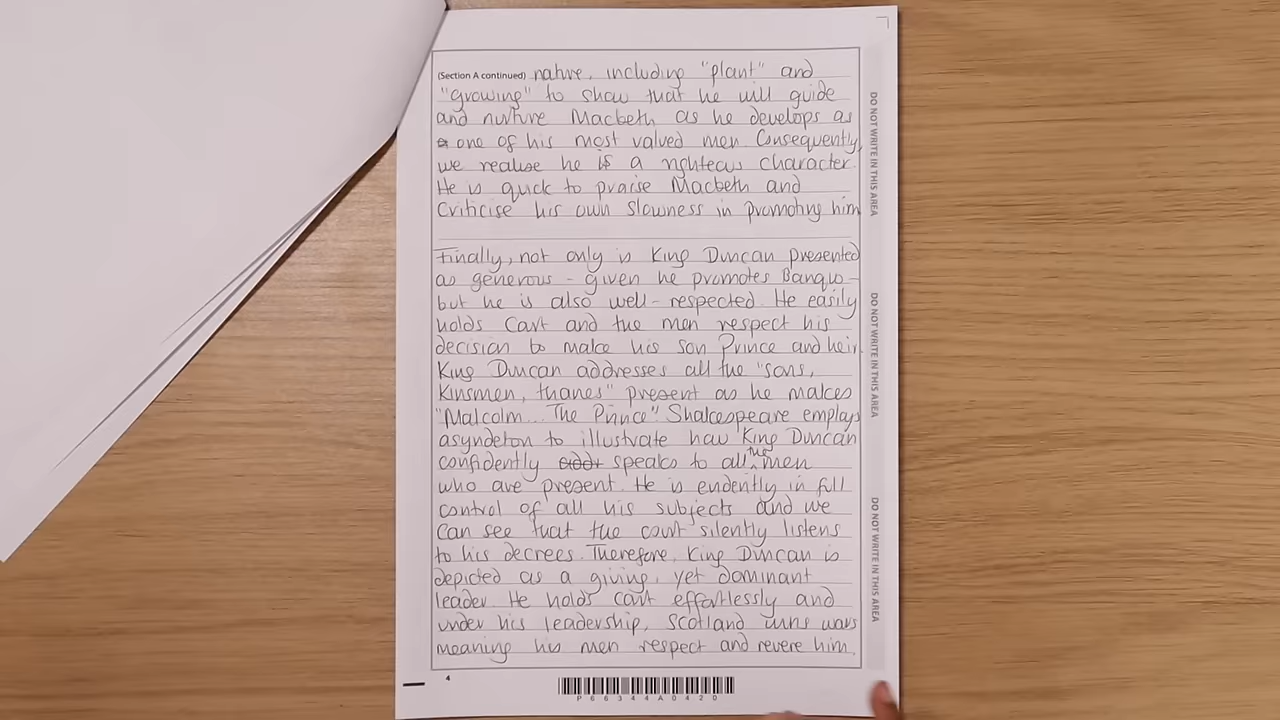 (Section A continued) nature, including "plant" and
"growing" to show that he will guide
and nurture Macbeth as he develops as
one of his most valued men. Consequently,
we realise he is a righteous character.
He is quick to praise Macbeth and
criticise his own slowness in promoting him
Finally, not only is King Duncan presented
as generous - given he promotes Banquo -
but he is also well-respected. He easily
holds Court and the men respect his
decision to make his son Prince and heir.
King Duncan addresses all the "sons,
kinsmen, thanes" present as he makes
"Malcolm... The Prince" Shakespeare employs
asyndeton to illustrate how King Duncan
confidently speaks to all the men
who are present. He is evidently in full
control of all his subjects and we
can see that the court silently listens
to his decrees. Therefore, King Duncan is
depicted as a giving, yet dominant
leader. He holds court effortlessly and
under his leadership, Scotland wins wars
meaning his men respect and revere him.
4
P66344A0420
DO NOT WRITE IN THIS AREA
DO NOT WRITE IN THIS AREA
DO NOT WRITE IN THIS AREA